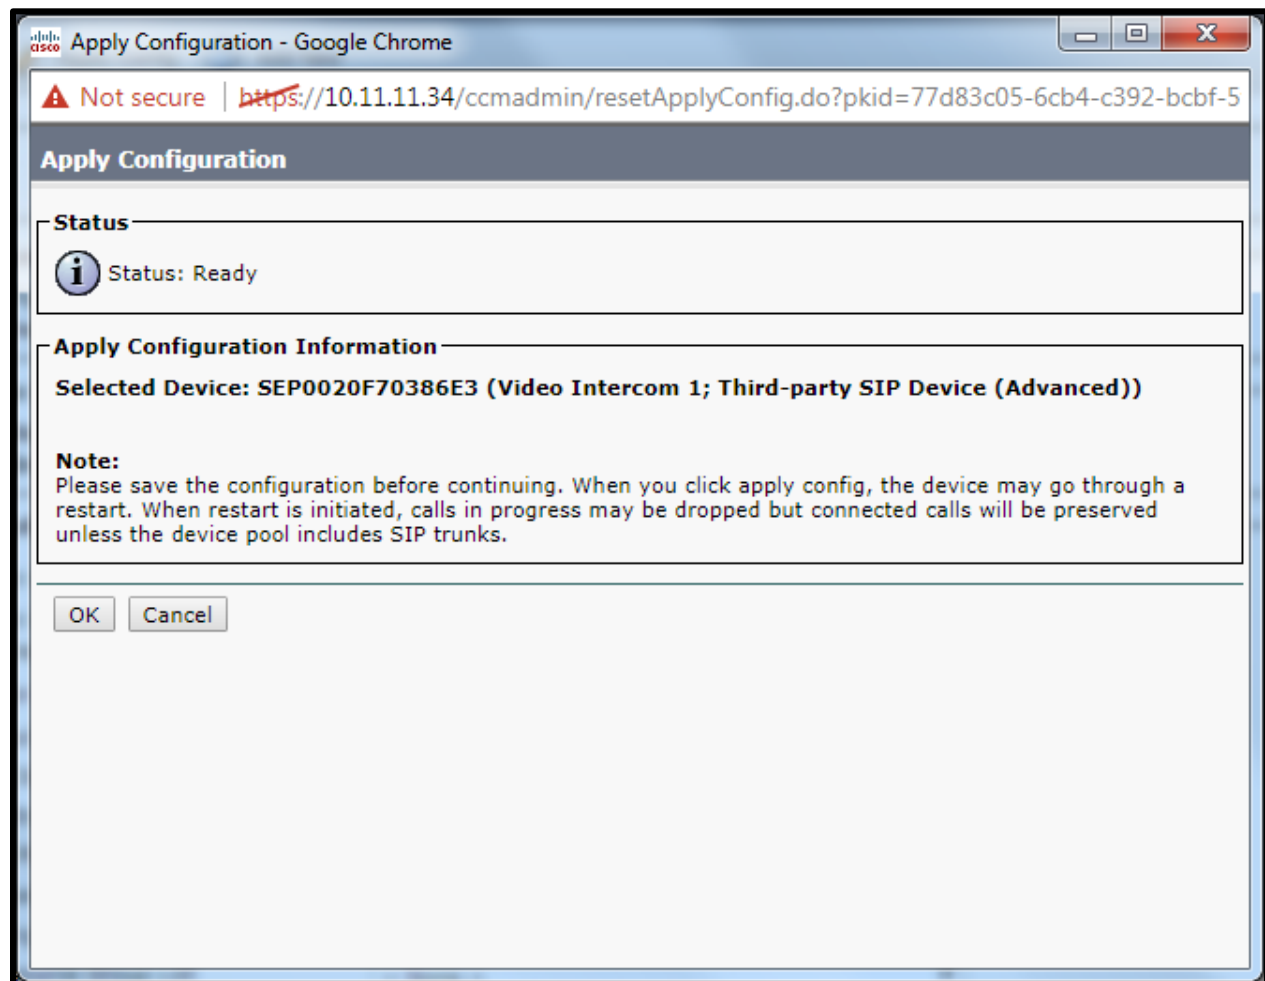 cisco Apply Configuration - Google Chrome
Not secure | https://10.11.11.34/ccmadmin/resetApplyConfig.do?pkid=77d83c05-6cb4-c392-bcbf-5
Apply Configuration
Status
i Status: Ready
Apply Configuration Information
Selected Device: SEP0020F70386E3 (Video Intercom 1; Third-party SIP Device (Advanced))
Note:
Please save the configuration before continuing. When you click apply config, the device may go through a
restart. When restart is initiated, calls in progress may be dropped but connected calls will be preserved
unless the device pool includes SIP trunks.
OK Cancel